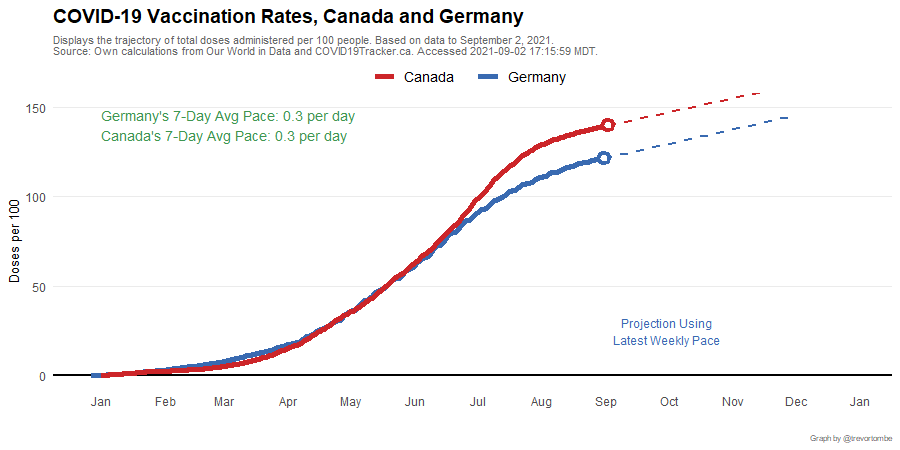 COVID-19 Vaccination Rates, Canada and Germany
Displays the trajectory of total doses administered per 100 people. Based on data to September 2, 2021.
Source: Own calculations from Our World in Data and COVID19Tracker.ca. Accessed 2021-09-02 17:15:59 MDT.
Canada Germany
Germany's 7-Day Avg Pace: 0.3 per day
Canada's 7-Day Avg Pace: 0.3 per day
150
100
50
0
Doses per 100
Projection Using
Latest Weekly Pace
Jan Feb Mar Apr May Jun Jul Aug Sep Oct Nov Dec Jan
Graph by @trevortombe